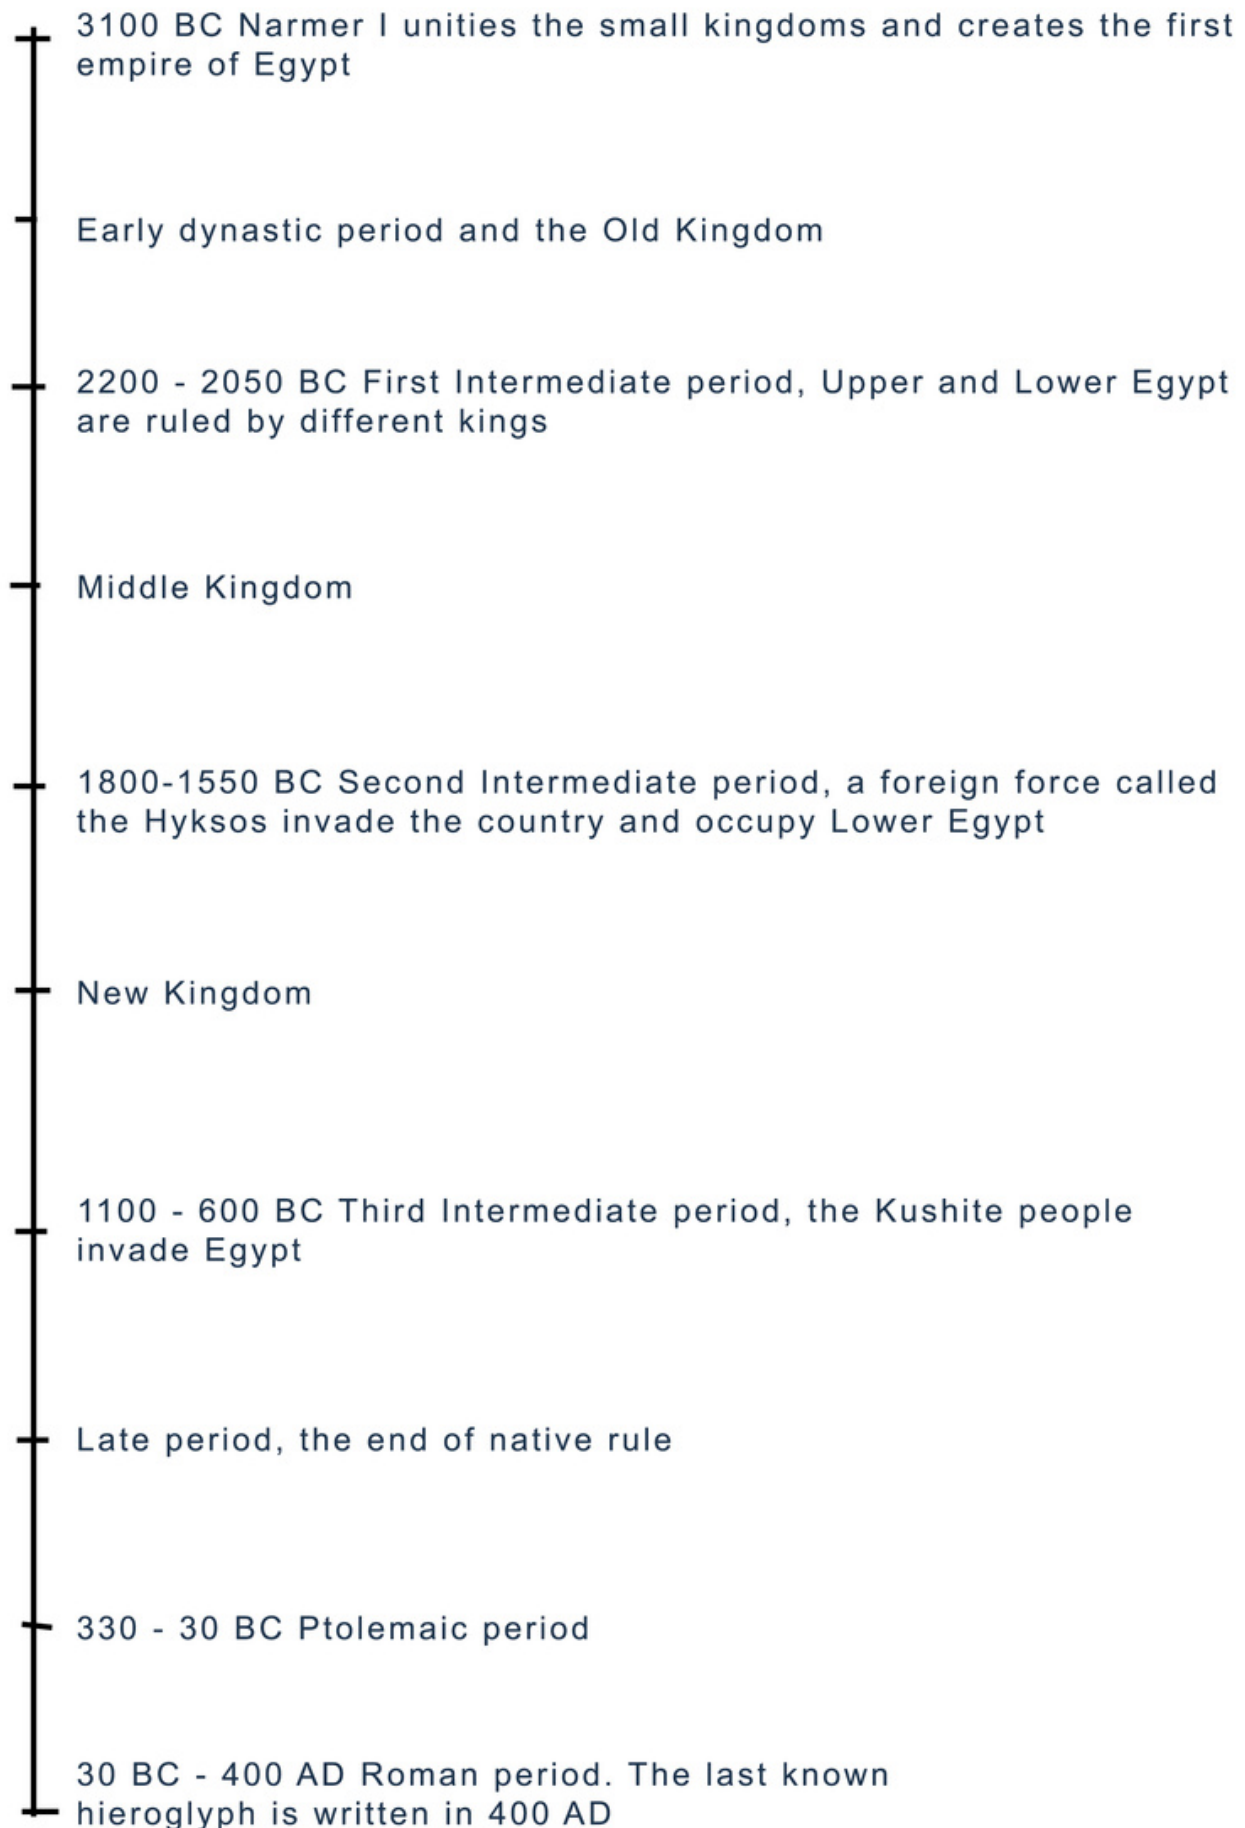 3100 BC Narmer I unities the small kingdoms and creates the first
empire of Egypt
Early dynastic period and the Old Kingdom
2200 - 2050 BC First Intermediate period, Upper and Lower Egypt
are ruled by different kings
Middle Kingdom
1800-1550 BC Second Intermediate period, a foreign force called
the Hyksos invade the country and occupy Lower Egypt
New Kingdom
1100 - 600 BC Third Intermediate period, the Kushite people
invade Egypt
Late period, the end of native rule
330 - 30 BC Ptolemaic period
30 BC - 400 AD Roman period. The last known
hieroglyph is written in 400 AD